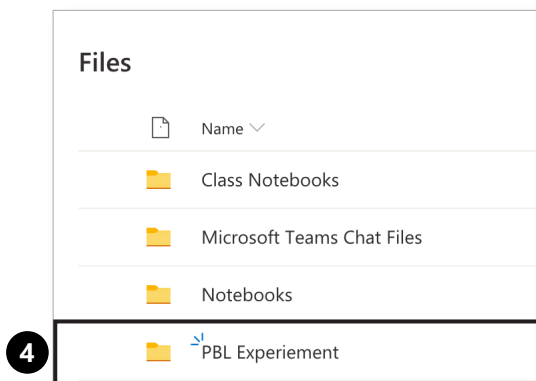 Files
Name
Class Notebooks
Microsoft Teams Chat Files
Notebooks
4 PBL Experiement